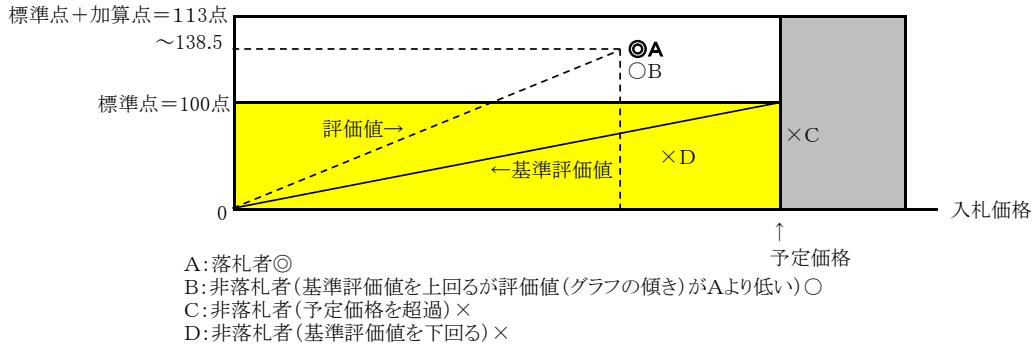 標準点+加算点=113点
~138.5
◎A
○B
標準点=100点
評価値→
×C
×D
←基準評価値
0
入札価格
↑
予定価格
A:落札者◎
B:非落札者(基準評価値を上回るが評価値(グラフの傾き)がAより低い)○
C:非落札者(予定価格を超過)×
D:非落札者(基準評価値を下回る)×